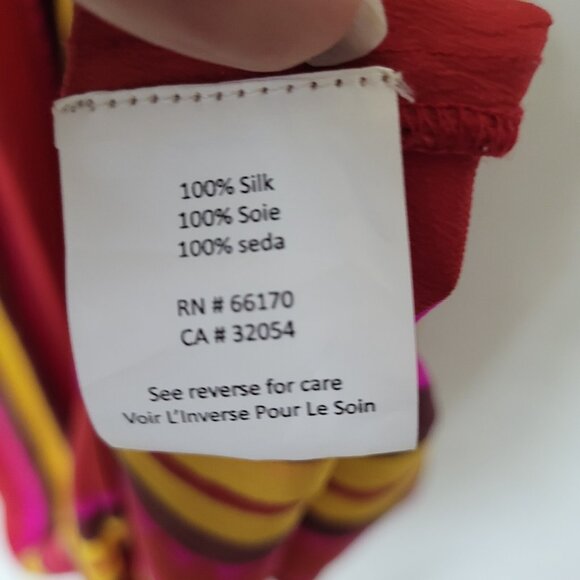 100% Silk
100% Soie
100% seda
RN # 66170
CA # 32054
See reverse for care
Voir L'Inverse Pour Le Soin